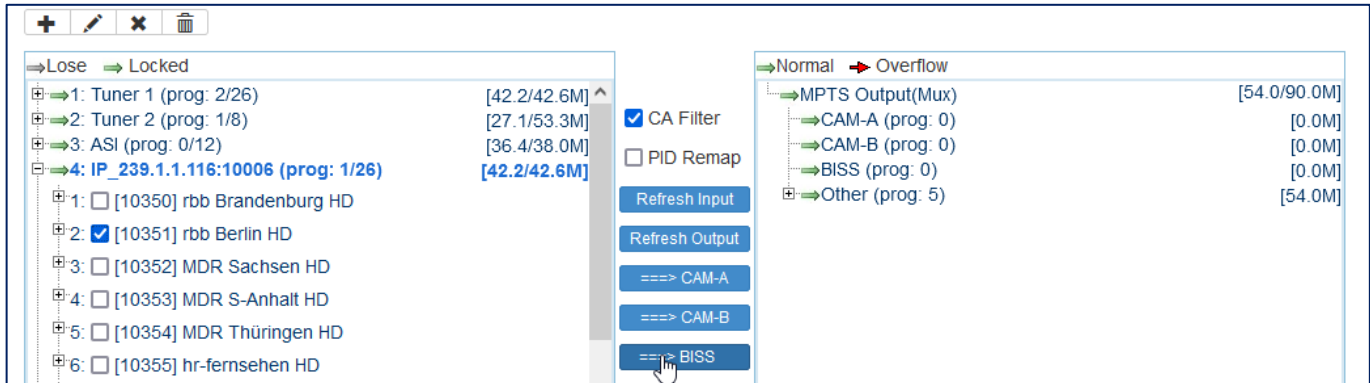 ⇒Lose ⇒ Locked
⇒1: Tuner 1 (prog: 2/26) [42.2/42.6M]
⇒2: Tuner 2 (prog: 1/8) [27.1/53.3M]
⇒3: ASI (prog: 0/12) [36.4/38.0M]
⇒4: IP_239.1.1.116:10006 (prog: 1/26) [42.2/42.6M]
1: [10350] rbb Brandenburg HD
2: [10351] rbb Berlin HD
3: [10352] MDR Sachsen HD
4: [10353] MDR S-Anhalt HD
5: [10354] MDR Thüringen HD
6: [10355] hr-fernsehen HD
CA Filter
PID Remap
Refresh Input
Refresh Output
===> CAM-A
===> CAM-B
===> BISS
⇒Normal ➔ Overflow
⇒MPTS Output(Mux) [54.0/90.0M]
⇒CAM-A (prog: 0) [0.0M]
⇒CAM-B (prog: 0) [0.0M]
⇒BISS (prog: 0) [0.0M]
⇒Other (prog: 5) [54.0M]